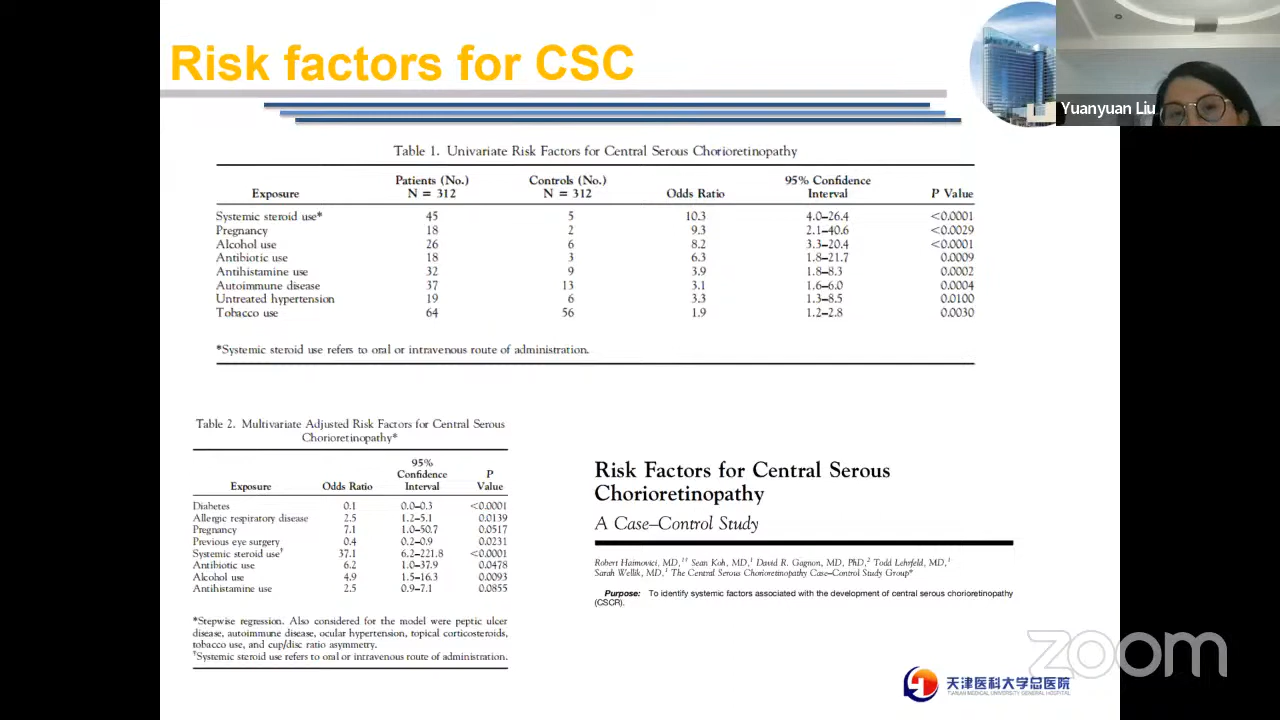 Risk factors for CSC
Yuanyuan Liu
Table 1. Univariate Risk Factors for Central Serous Chorioretinopathy
Patients (No.) Controls (No.) 95% Confidence
Exposure N = 312 N = 312 Odds Ratio Interval P Value
Systemic steroid use* 45 5 10.3 4.0–26.4 <0.0001
Pregnancy 18 2 9.3 2.1–40.6 <0.0029
Alcohol use 26 6 8.2 3.3–20.4 <0.0001
Antibiotic use 18 3 6.3 1.8–21.7 0.0009
Antihistamine use 32 9 3.9 1.8–8.3 0.0002
Autoimmune disease 37 13 3.1 1.6–6.0 0.0004
Untreated hypertension 19 6 3.3 1.3–8.5 0.0100
Tobacco use 64 56 1.9 1.2–2.8 0.0030
*Systemic steroid use refers to oral or intravenous route of administration.
Table 2. Multivariate Adjusted Risk Factors for Central Serous
Chorioretinopathy*
95%
Confidence P
Exposure Odds Ratio Interval Value
Diabetes 0.1 0.0–0.3 <0.0001
Allergic respiratory disease 2.5 1.2–5.1 0.0139
Pregnancy 7.1 1.0–50.7 0.0517
Previous eye surgery 0.4 0.2–0.9 0.0231
Systemic steroid use† 37.1 6.2–221.8 <0.0001
Antibiotic use 6.2 1.0–37.9 0.0478
Alcohol use 4.9 1.5–16.3 0.0093
Antihistamine use 2.5 0.9–7.1 0.0855
*Stepwise regression. Also considered for the model were peptic ulcer
disease, autoimmune disease, ocular hypertension, topical corticosteroids,
tobacco use, and cup/disc ratio asymmetry.
†Systemic steroid use refers to oral or intravenous route of administration.
Risk Factors for Central Serous
Chorioretinopathy
A Case–Control Study
Robert Haimovici, MD,1† Sean Koh, MD,1 David R. Gagnon, MD, PhD,2 Todd Lehrfeld, MD,1
Sarah Wellik, MD,1 The Central Serous Chorioretinopathy Case–Control Study Group*
Purpose: To identify systemic factors associated with the development of central serous chorioretinopathy
(CSCR).
zoom
天津医科大学总医院
TIANJIN MEDICAL UNIVERSITY GENERAL HOSPITAL